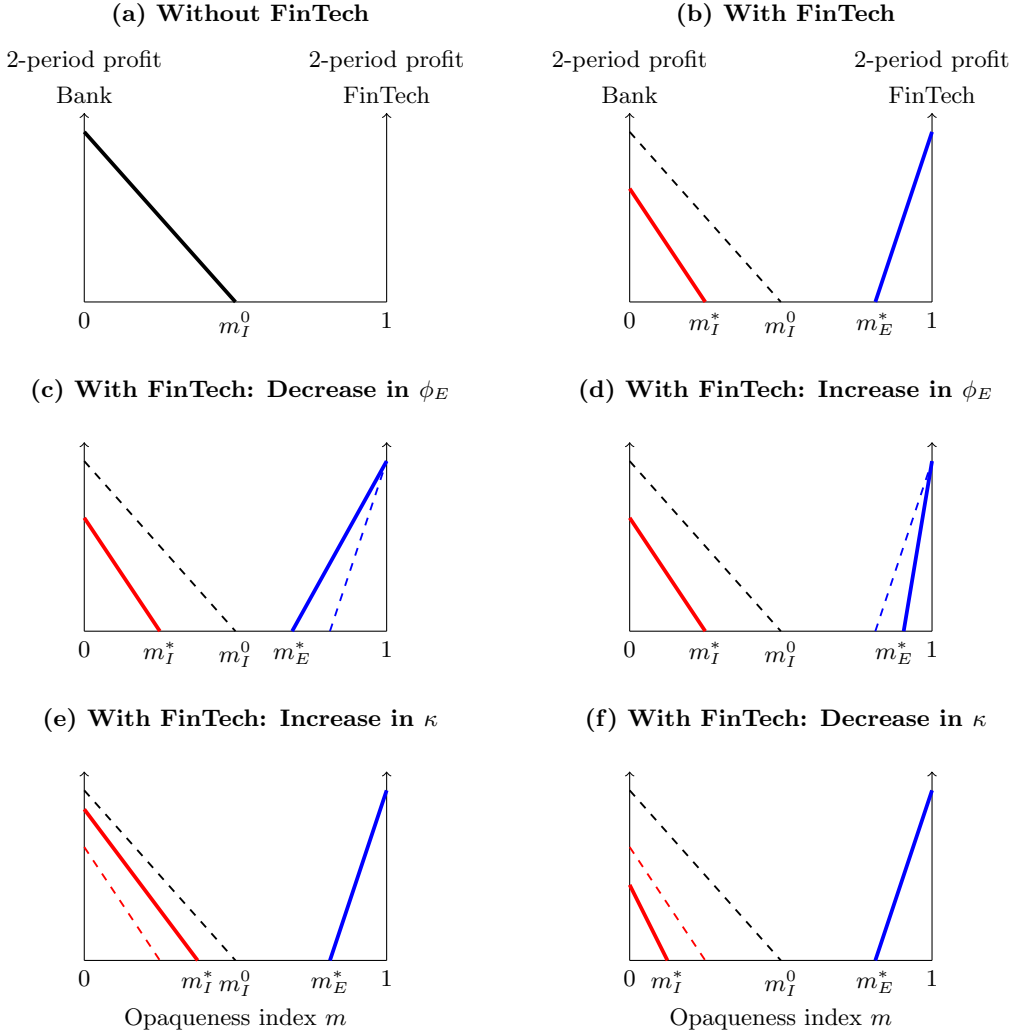 (a) Without FinTech
(b) With FinTech
2-period profit
2-period profit
2-period profit
2-period profit
Bank
FinTech
Bank
FinTech
0
m_I^0
1
0
m_I^*
m_I^0
m_E^*
1
(c) With FinTech: Decrease in ϕ_E
(d) With FinTech: Increase in ϕ_E
0
m_I^*
m_I^0
m_E^*
1
0
m_I^*
m_I^0
m_E^*
1
(e) With FinTech: Increase in κ
(f) With FinTech: Decrease in κ
0
m_I^*
m_I^0
m_E^*
1
0
m_I^*
m_I^0
m_E^*
1
Opaqueness index m
Opaqueness index m